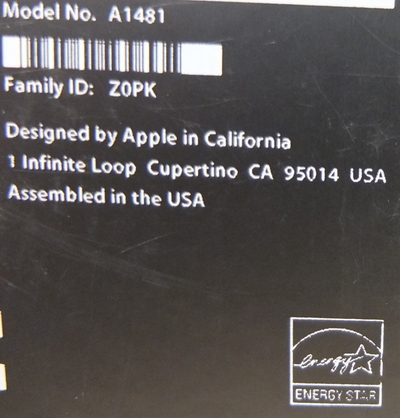 Model No. A1481
Family ID: Z0PK
Designed by Apple in California
1 Infinite Loop Cupertino CA 95014 USA
Assembled in the USA
energy
ENERGY STAR